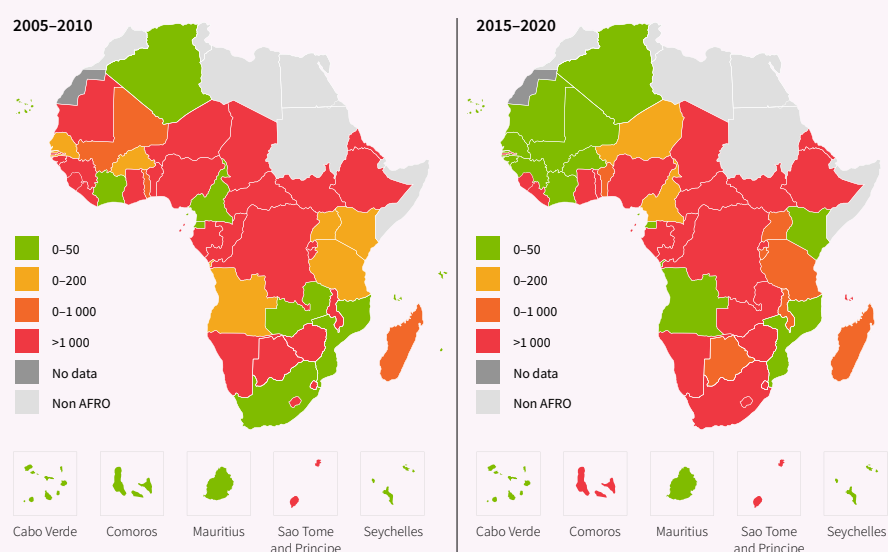 2005–2010
0–50
0–200
0–1 000
>1 000
No data
Non AFRO
Cabo Verde
Comoros
Mauritius
Sao Tome
and Principe
Seychelles
2015–2020
0–50
0–200
0–1 000
>1 000
No data
Non AFRO
Cabo Verde
Comoros
Mauritius
Sao Tome
and Principe
Seychelles